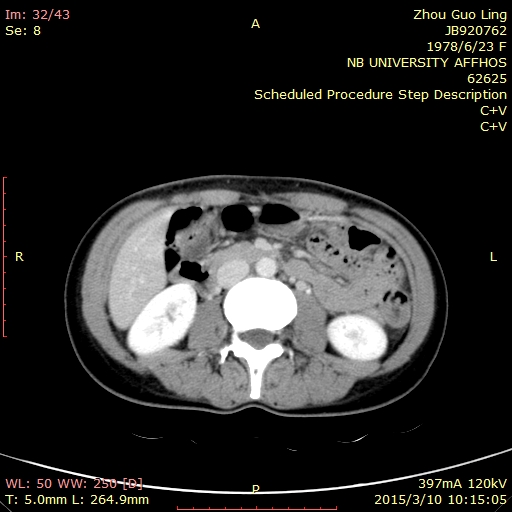 Im: 32/43
Se: 8
A
Zhou Guo Ling
JB920762
1978/6/23 F
NB UNIVERSITY AFFHOS
62625
Scheduled Procedure Step Description
C+V
C+V
R
L
WL: 50 WW: 250 [D]
T: 5.0mm L: 264.9mm
P
397mA 120kV
2015/3/10 10:15:05